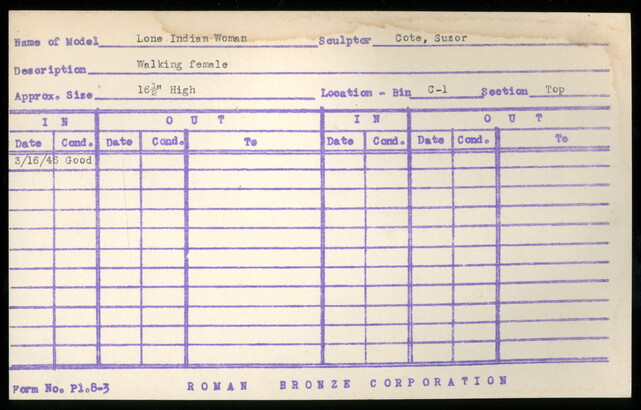 Name of Model Lone Indian Woman Sculptor Cote, Suzor
Description Walking female
Approx. Size 16½" High Location - Bin C-1 Section Top
IN OUT IN OUT
Date Cond. Date Cond. To Date Cond. Date Cond. To
3/16/46 Good
Form No. Pl.8-3 ROMAN BRONZE CORPORATION